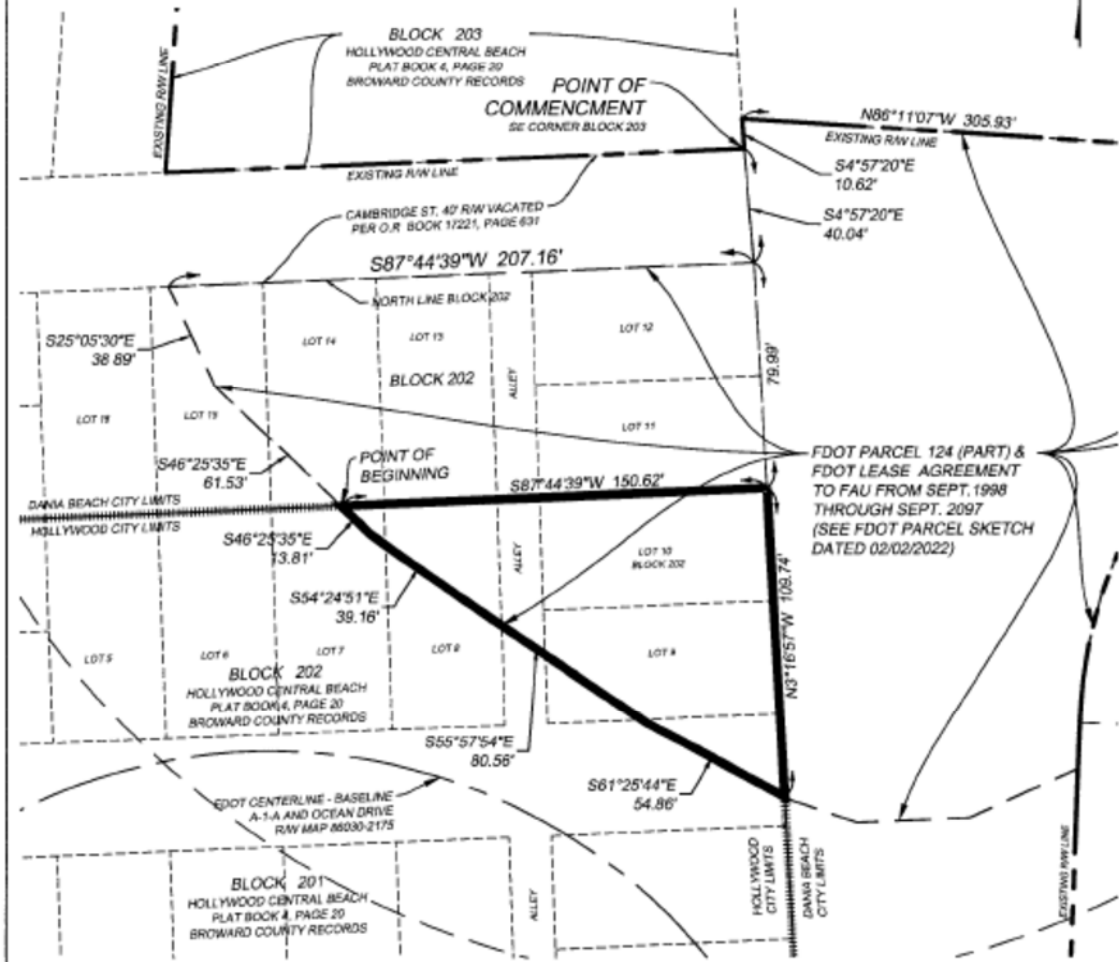 BLOCK 203
HOLLYWOOD CENTRAL BEACH
PLAT BOOK 4, PAGE 20
BROWARD COUNTY RECORDS
EXISTING R/W LINE
POINT OF
COMMENCMENT
SE CORNER BLOCK 203
N86°11'07"W 305.93'
EXISTING R/W LINE
S4°57'20"E
10.62'
EXISTING R/W LINE
CAMBRIDGE ST, 40' R/W VACATED
PER O.R BOOK 17221, PAGE 631
S4°57'20"E
40.04'
S87°44'39"W 207.16'
NORTH LINE BLOCK 202
S25°05'30"E
38 89'
LOT 14
LOT 13
LOT 12
BLOCK 202
ALLEY
79.99'
LOT 15
LOT 11
S46°25'35"E
61.53'
POINT OF
BEGINNING
FDOT PARCEL 124 (PART) &
FDOT LEASE AGREEMENT
TO FAU FROM SEPT.1998
THROUGH SEPT. 2097
(SEE FDOT PARCEL SKETCH
DATED 02/02/2022)
S87°44'39"W 150.62'
DANIA BEACH CITY LIMITS
HOLLYWOOD CITY LIMITS
S46°25'35"E
13.81'
ALLEY
LOT 10
BLOCK 202
N3°16'57"W 109.74'
S54°24'51"E
39.16'
LOT 5
LOT 6
LOT 7
LOT 8
LOT 9
BLOCK 202
HOLLYWOOD CENTRAL BEACH
PLAT BOOK 4, PAGE 20
BROWARD COUNTY RECORDS
S55°57'54"E
80.56'
S61°25'44"E
54.86'
FDOT CENTERLINE - BASELINE
A-1-A AND OCEAN DRIVE
R/W MAP 86030-2175
BLOCK 201
HOLLYWOOD CENTRAL BEACH
PLAT BOOK 4, PAGE 20
BROWARD COUNTY RECORDS
ALLEY
HOLLYWOOD
CITY LIMITS
DANIA BEACH
CITY LIMITS
EXISTING R/W LINE